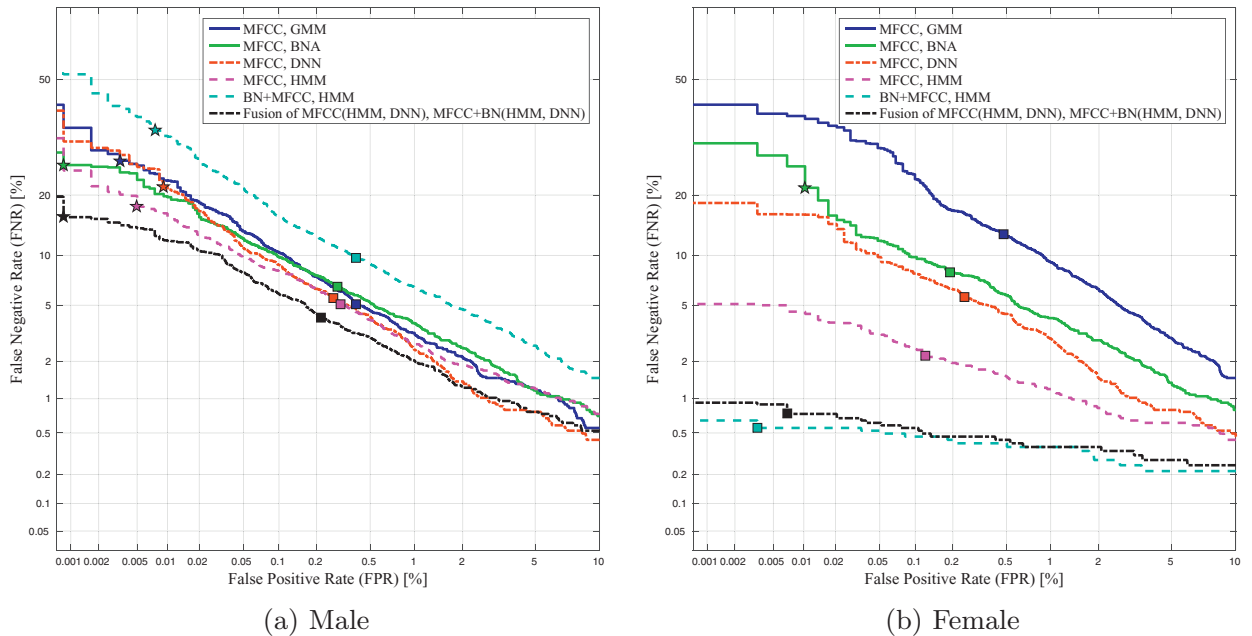 MFCC, GMM
MFCC, BNA
MFCC, DNN
MFCC, HMM
BN+MFCC, HMM
Fusion of MFCC(HMM, DNN), MFCC+BN(HMM, DNN)
False Negative Rate (FNR) [%]
50
20
10
5
2
1
0.5
0.2
0.1
0.05
0.001 0.002 0.005 0.01 0.02 0.05 0.1 0.2 0.5 1 2 5 10
False Positive Rate (FPR) [%]
(a) Male
MFCC, GMM
MFCC, BNA
MFCC, DNN
MFCC, HMM
BN+MFCC, HMM
Fusion of MFCC(HMM, DNN), MFCC+BN(HMM, DNN)
False Negative Rate (FNR) [%]
50
20
10
5
2
1
0.5
0.2
0.1
0.05
0.001 0.002 0.005 0.01 0.02 0.05 0.1 0.2 0.5 1 2 5 10
False Positive Rate (FPR) [%]
(b) Female